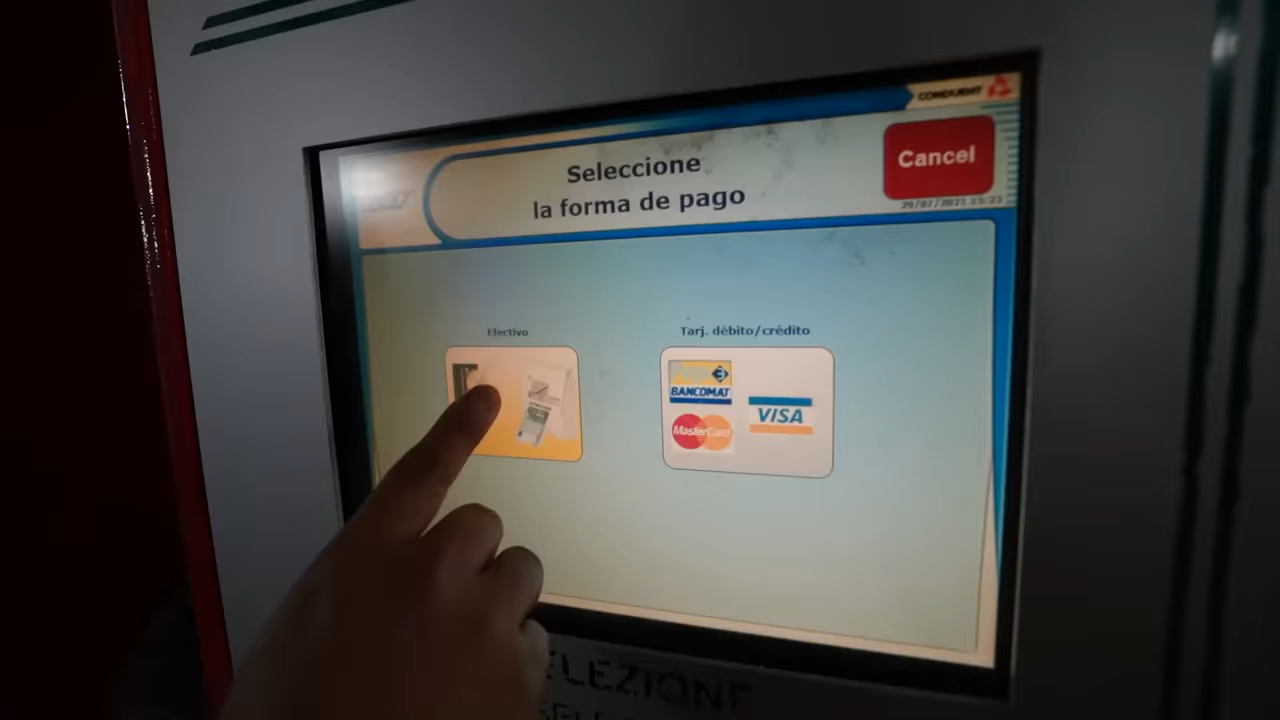 CONDUENT
Seleccione
la forma de pago
Cancel
29/07/2021 13:23
Efectivo
Tarj. débito/crédito
BANCOMAT
VISA
MasterCard